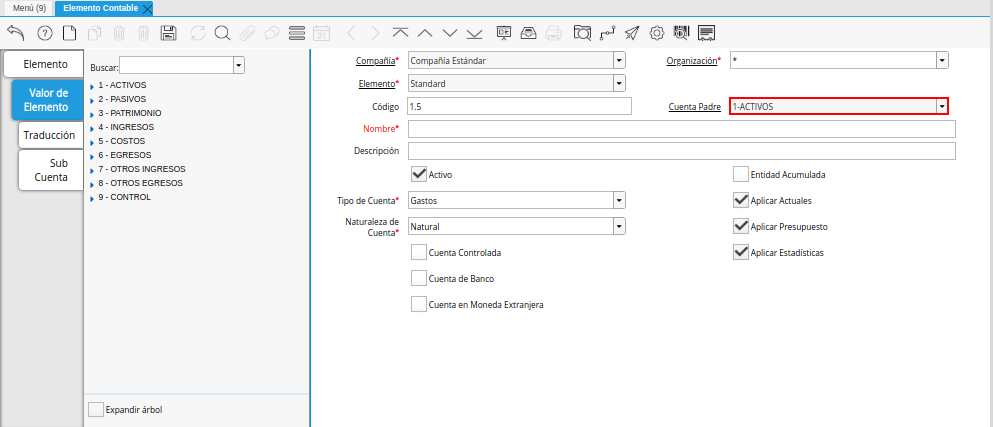 Menú (9) Elemento Contable
Elemento
Valor de
Elemento
Traducción
Sub
Cuenta
Buscar:
1 - ACTIVOS
2 - PASIVOS
3 - PATRIMONIO
4 - INGRESOS
5 - COSTOS
6 - EGRESOS
7 - OTROS INGRESOS
8 - OTROS EGRESOS
9 - CONTROL
Expandir árbol
Compañía* Compañía Estándar Organización* *
Elemento* Standard
Código 1.5 Cuenta Padre 1-ACTIVOS
Nombre*
Descripción
Activo Entidad Acumulada
Tipo de Cuenta* Gastos Aplicar Actuales
Naturaleza de
Cuenta* Natural Aplicar Presupuesto
Cuenta Controlada Aplicar Estadísticas
Cuenta de Banco
Cuenta en Moneda Extranjera